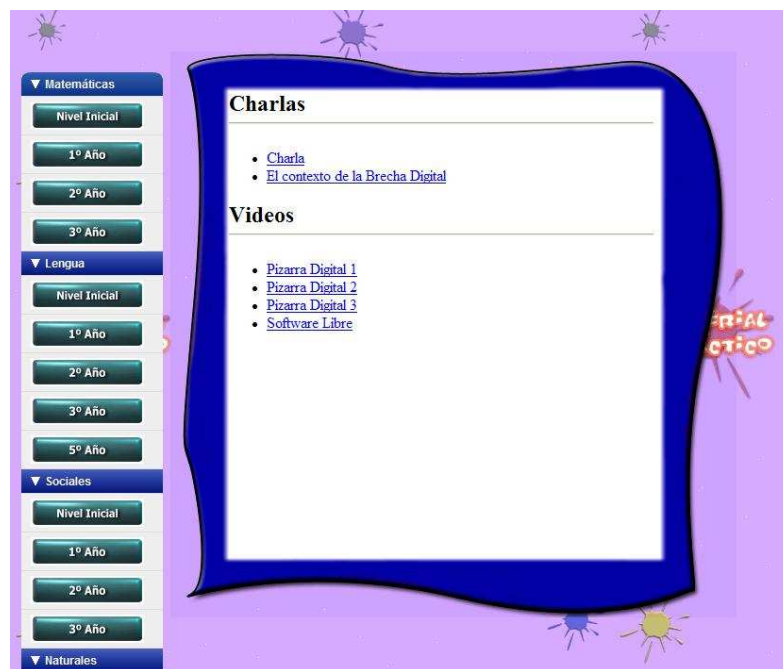 ▼ Matemáticas
Nivel Inicial
1º Año
2º Año
3º Año
▼ Lengua
Nivel Inicial
1º Año
2º Año
3º Año
5º Año
▼ Sociales
Nivel Inicial
1º Año
2º Año
3º Año
▼ Naturales
Charlas
• Charla
• El contexto de la Brecha Digital
Videos
• Pizarra Digital 1
• Pizarra Digital 2
• Pizarra Digital 3
• Software Libre